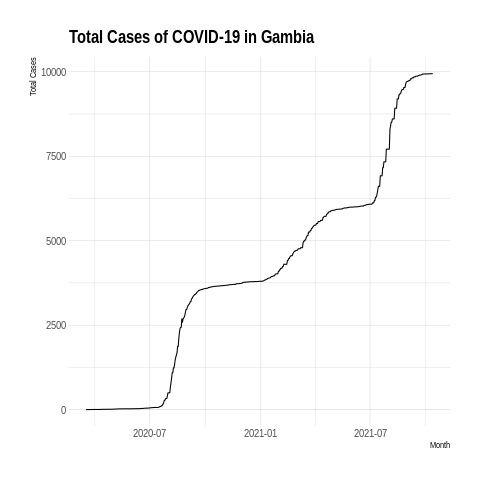 Total Cases of COVID-19 in Gambia
Total Cases
10000
7500
5000
2500
0
2020-07
2021-01
2021-07
Month